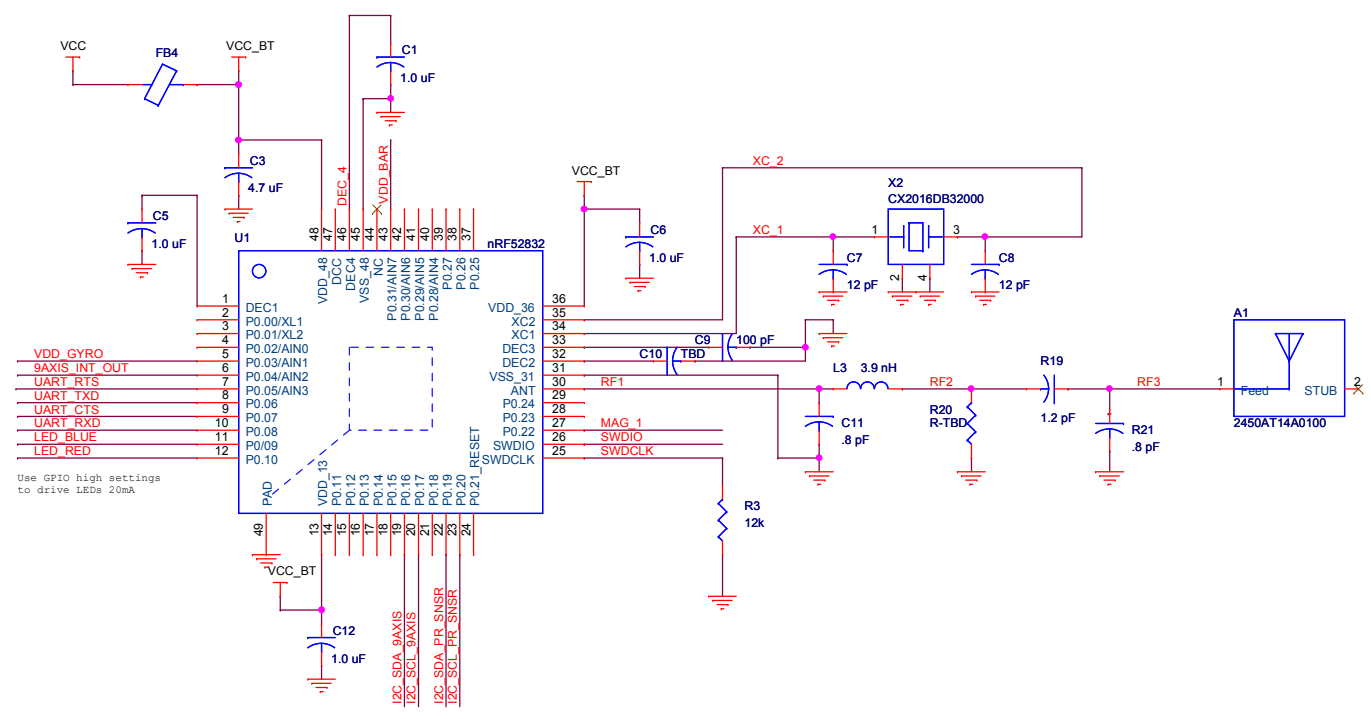 VCC
FB4
VCC_BT
C1
1.0 uF
C3
4.7 uF
DEC_4
VDD_BAR
C5
1.0 uF
U1
nRF52832
48
47
46
45
44
43
42
41
40
39
38
37
VDD_48
DCC
DEC4
VSS_48
NC
P0.31/AIN7
P0.30/AIN6
P0.29/AIN5
P0.28/AIN4
P0.27
P0.26
P0.25
VCC_BT
C6
1.0 uF
XC_2
XC_1
X2
CX2016DB32000
1
3
2
4
C7
12 pF
C8
12 pF
1
DEC1
2
P0.00/XL1
3
P0.01/XL2
4
P0.02/AIN0
VDD_GYRO
5
P0.03/AIN1
9AXIS_INT_OUT
6
P0.04/AIN2
UART_RTS
7
P0.05/AIN3
UART_TXD
8
P0.06
UART_CTS
9
P0.07
UART_RXD
10
P0.08
LED_BLUE
11
P0/09
LED_RED
12
P0.10
Use GPIO high settings
to drive LEDs 20mA
VDD_36
36
XC2
35
XC1
34
DEC3
33
DEC2
32
VSS_31
31
ANT
30
P0.24
29
P0.23
28
P0.22
27
SWDIO
26
SWDCLK
25
C9
100 pF
C10
TBD
RF1
MAG_1
SWDIO
SWDCLK
L3
3.9 nH
C11
.8 pF
RF2
R20
R-TBD
R19
1.2 pF
RF3
R21
.8 pF
A1
1
Feed
STUB
2
2450AT14A0100
R3
12k
PAD
VDD_13
P0.11
P0.12
P0.13
P0.14
P0.15
P0.16
P0.17
P0.18
P0.19
P0.20
P0.21_RESET
49
13
14
15
16
17
18
19
20
21
22
23
24
VCC_BT
C12
1.0 uF
I2C_SDA_9AXIS
I2C_SCL_9AXIS
I2C_SDA_PR_SNSR
I2C_SCL_PR_SNSR